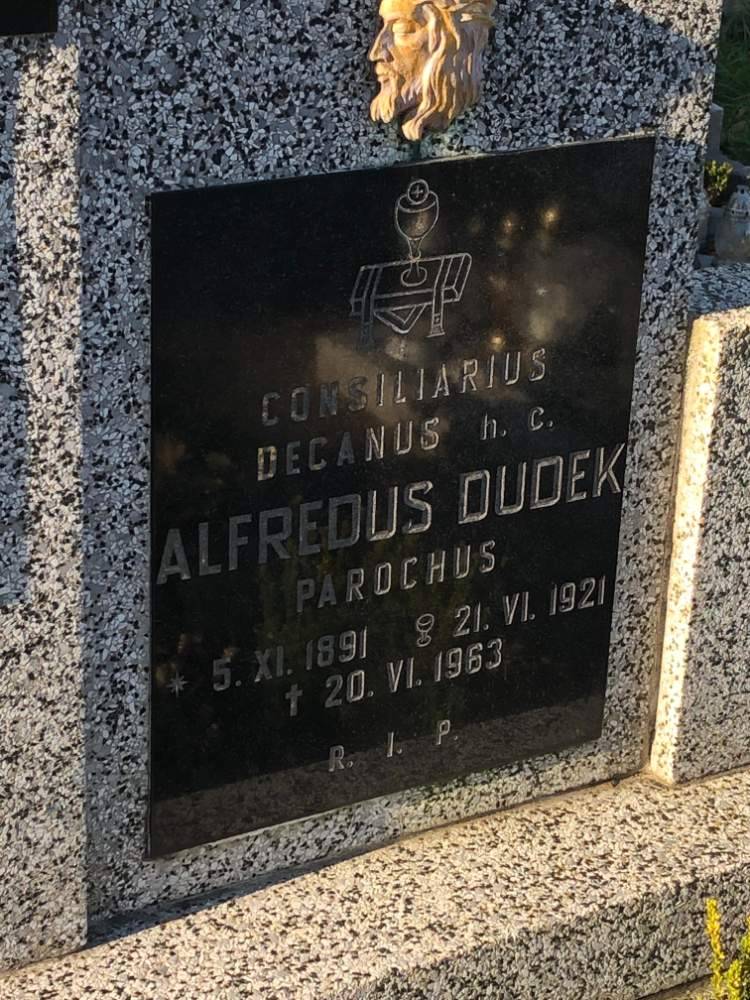 CONSILIARIUS
DECANUS h. c.
ALFREDUS DUDEK
PAROCHUS
* 5. XI. 1891 21. VI. 1921
† 20. VI. 1963
R. I. P.